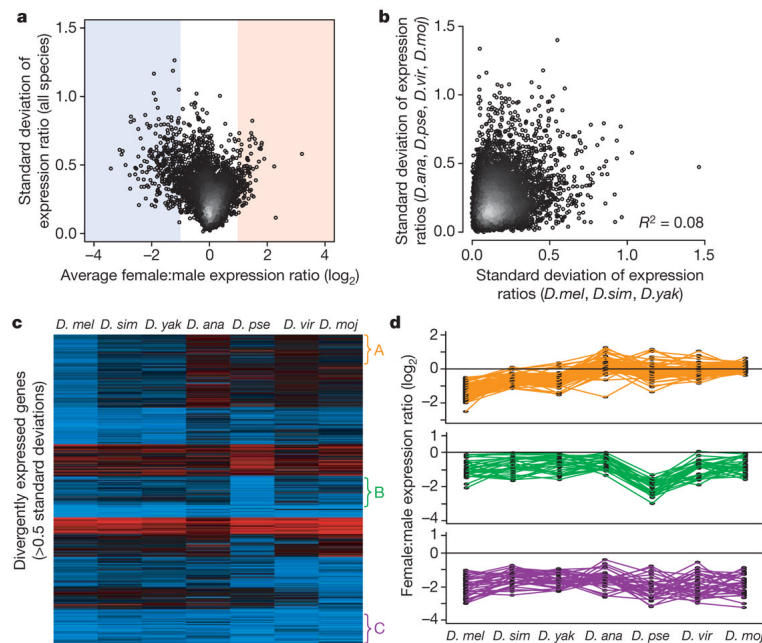 a
1.5
1.0
0.5
0.0
Standard deviation of
expression ratio (all species)
−4 −2 0 2 4
Average female:male expression ratio (log2)
b
1.5
1.0
0.5
0.0
Standard deviation of expression
ratios (D.ana, D.pse, D.vir, D.moj)
R2 = 0.08
0.0 0.5 1.0 1.5
Standard deviation of expression
ratios (D.mel, D.sim, D.yak)
c
D. mel D. sim D. yak D. ana D. pse D. vir D. moj
Divergently expressed genes
(>0.5 standard deviations)
A
B
C
d
Female:male expression ratio (log2)
2
0
−2
1
0
−2
−4
2
0
−2
−4
D. mel D. sim D. yak D. ana D. pse D. vir D. moj